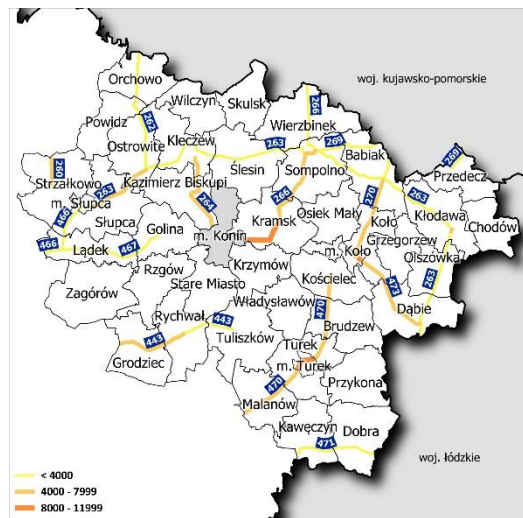 Orchowo
woj. kujawsko-pomorskie
Wilczyn
Skulsk
266
Powidz
262
Wierzbinek
Ostrowite
Kleczew
263
269
Babiak
269
260
Ślesin
Sompolno
Przedecz
Strzałkowo
263
Kazimierz Biskupi
266
270
263
m. Słupca
264
Osiek Mały
Koło
Kłodawa
466
Słupca
Kramsk
Chodów
Golina
m. Konin
Grzegorzew
466
Lądek
467
m. Koło
Olszówka
Krzymów
263
Rzgów
Kościelec
473
Zagórów
Stare Miasto
Dąbie
Władysławów
470
Rychwał
443
Brudzew
443
Tuliszków
Turek
Grodziec
m. Turek
470
Przykona
Malanów
Kawęczyn
Dobra
471
woj. łódzkie
< 4000
4000 - 7999
8000 - 11999